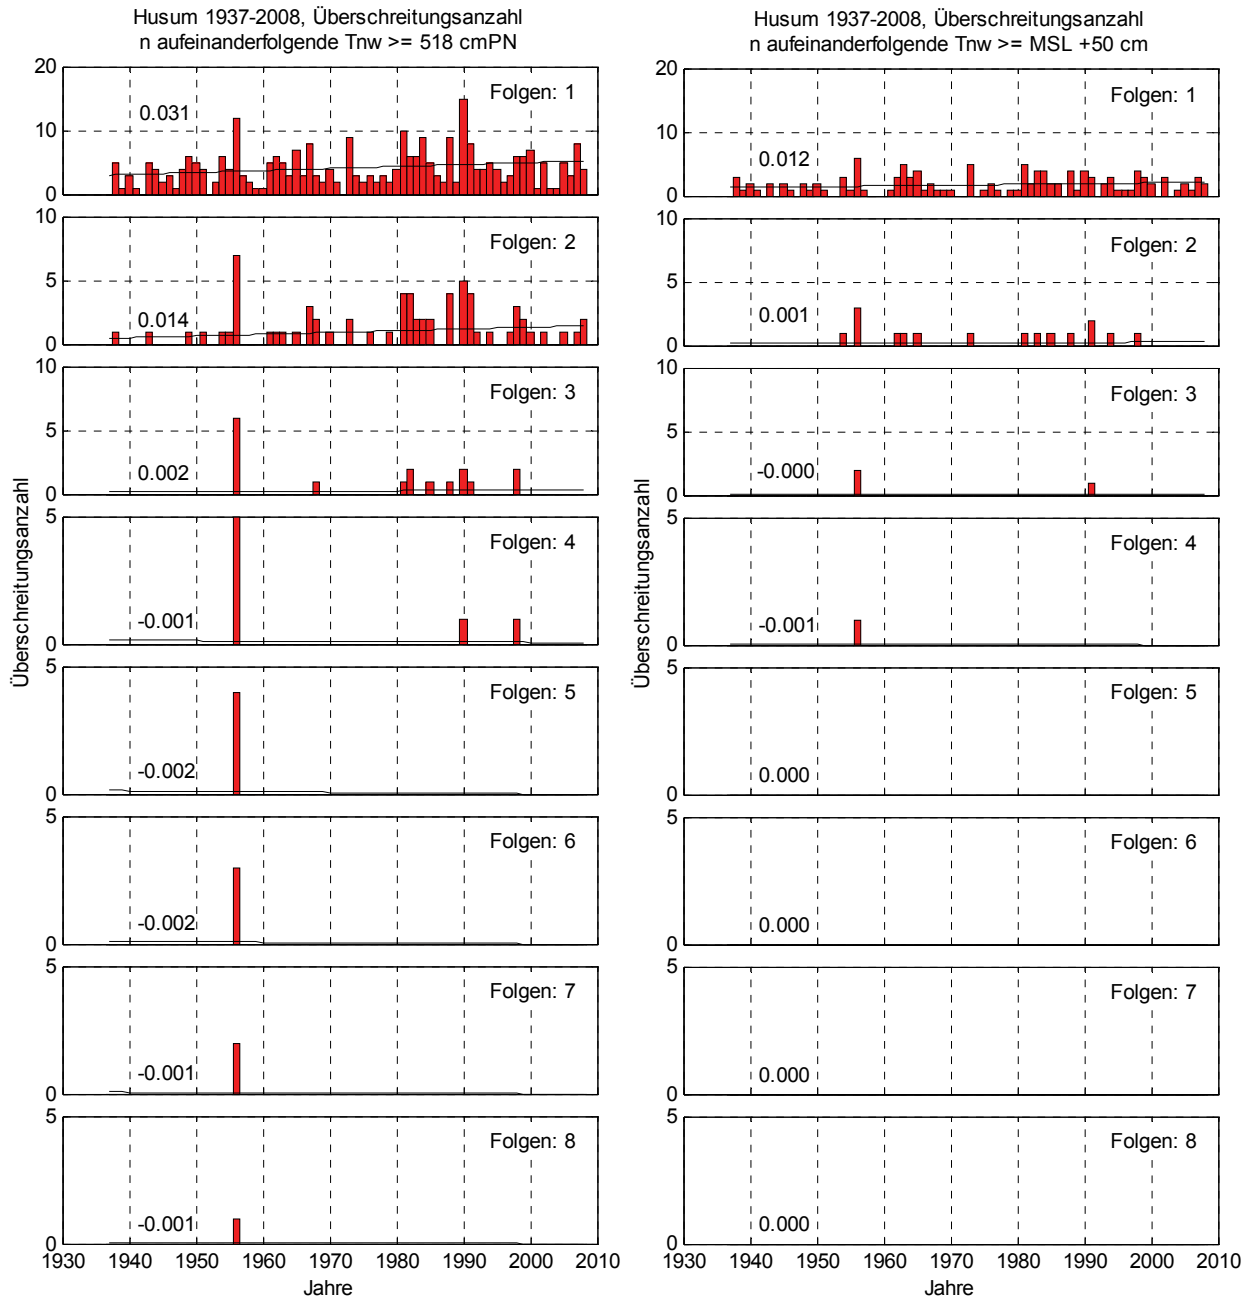 Husum 1937-2008, Überschreitungsanzahl
n aufeinanderfolgende Tnw >= 518 cmPN
20
10
0
Folgen: 1
0.031
10
5
0
Folgen: 2
0.014
10
5
0
Folgen: 3
0.002
5
0
Folgen: 4
-0.001
5
0
Folgen: 5
-0.002
5
0
Folgen: 6
-0.002
5
0
Folgen: 7
-0.001
5
0
Folgen: 8
-0.001
1930 1940 1950 1960 1970 1980 1990 2000 2010
Jahre
Überschreitungsanzahl
Husum 1937-2008, Überschreitungsanzahl
n aufeinanderfolgende Tnw >= MSL +50 cm
20
10
0
Folgen: 1
0.012
10
5
0
Folgen: 2
0.001
10
5
0
Folgen: 3
-0.000
5
0
Folgen: 4
-0.001
5
0
Folgen: 5
0.000
5
0
Folgen: 6
0.000
5
0
Folgen: 7
0.000
5
0
Folgen: 8
0.000
1930 1940 1950 1960 1970 1980 1990 2000 2010
Jahre
Überschreitungsanzahl